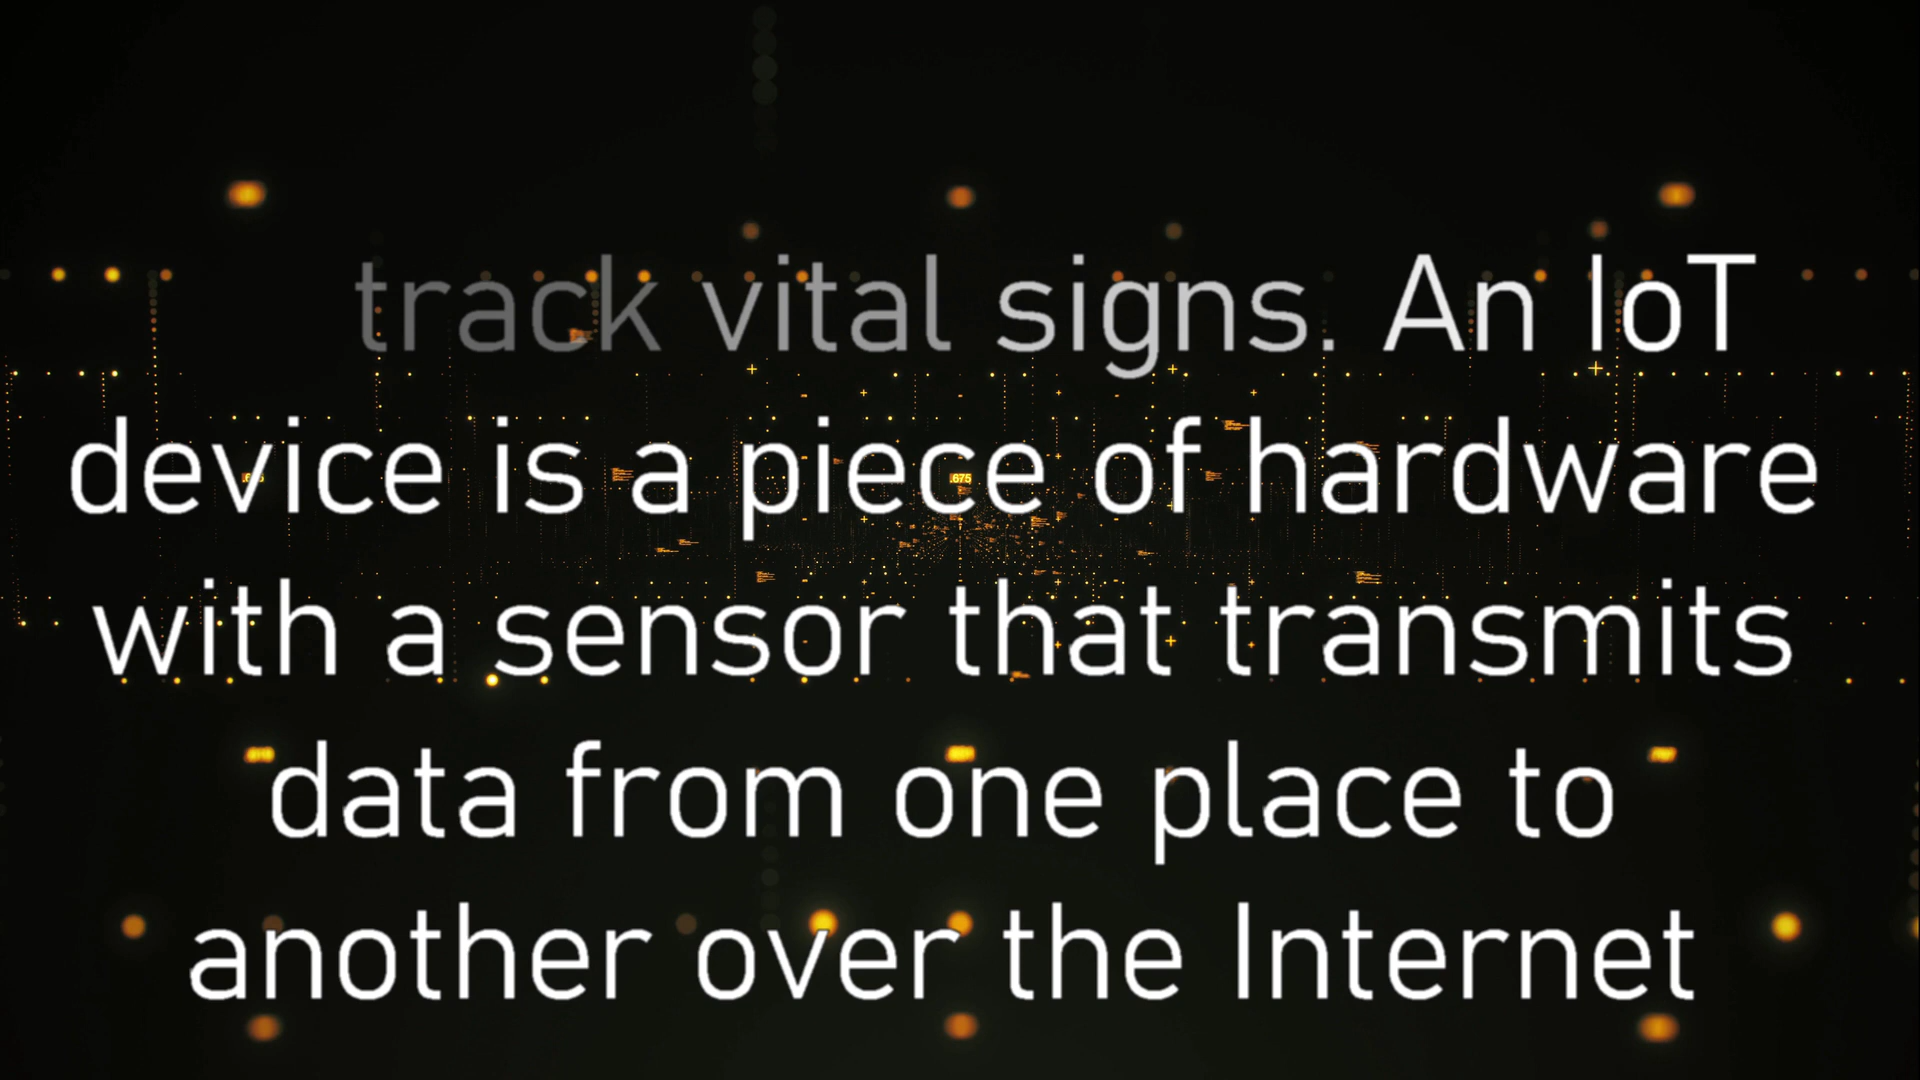 track vital signs. An IoT
device is a piece of hardware
with a sensor that transmits
data from one place to
another over the Internet
.675